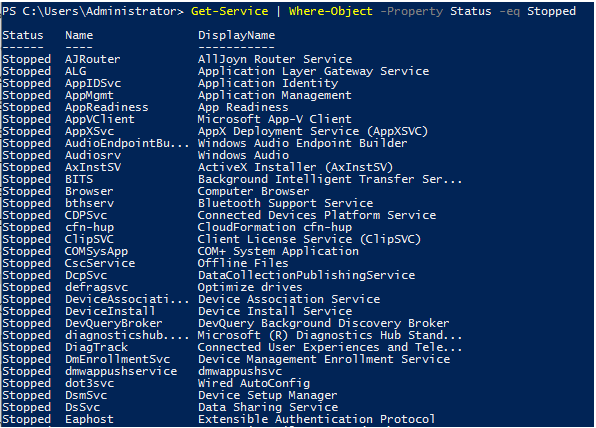 PS C:\Users\Administrator> Get-Service | Where-Object -Property Status -eq Stopped
Status Name DisplayName
------ ---- -----------
Stopped AJRouter AllJoyn Router Service
Stopped ALG Application Layer Gateway Service
Stopped AppIDSvc Application Identity
Stopped AppMgmt Application Management
Stopped AppReadiness App Readiness
Stopped AppVClient Microsoft App-V Client
Stopped AppXSvc AppX Deployment Service (AppXSVC)
Stopped AudioEndpointBu... Windows Audio Endpoint Builder
Stopped Audiosrv Windows Audio
Stopped AxInstSV ActiveX Installer (AxInstSV)
Stopped BITS Background Intelligent Transfer Ser...
Stopped Browser Computer Browser
Stopped bthserv Bluetooth Support Service
Stopped CDPSvc Connected Devices Platform Service
Stopped cfn-hup CloudFormation cfn-hup
Stopped ClipSVC Client License Service (ClipSVC)
Stopped COMSysApp COM+ System Application
Stopped CscService Offline Files
Stopped DcpSvc DataCollectionPublishingService
Stopped defragsvc Optimize drives
Stopped DeviceAssociati... Device Association Service
Stopped DeviceInstall Device Install Service
Stopped DevQueryBroker DevQuery Background Discovery Broker
Stopped diagnosticshub.... Microsoft (R) Diagnostics Hub Stand...
Stopped DiagTrack Connected User Experiences and Tele...
Stopped DmEnrollmentSvc Device Management Enrollment Service
Stopped dmwappushservice dmwappushsvc
Stopped dot3svc Wired AutoConfig
Stopped DsmSvc Device Setup Manager
Stopped DsSvc Data Sharing Service
Stopped Eaphost Extensible Authentication Protocol